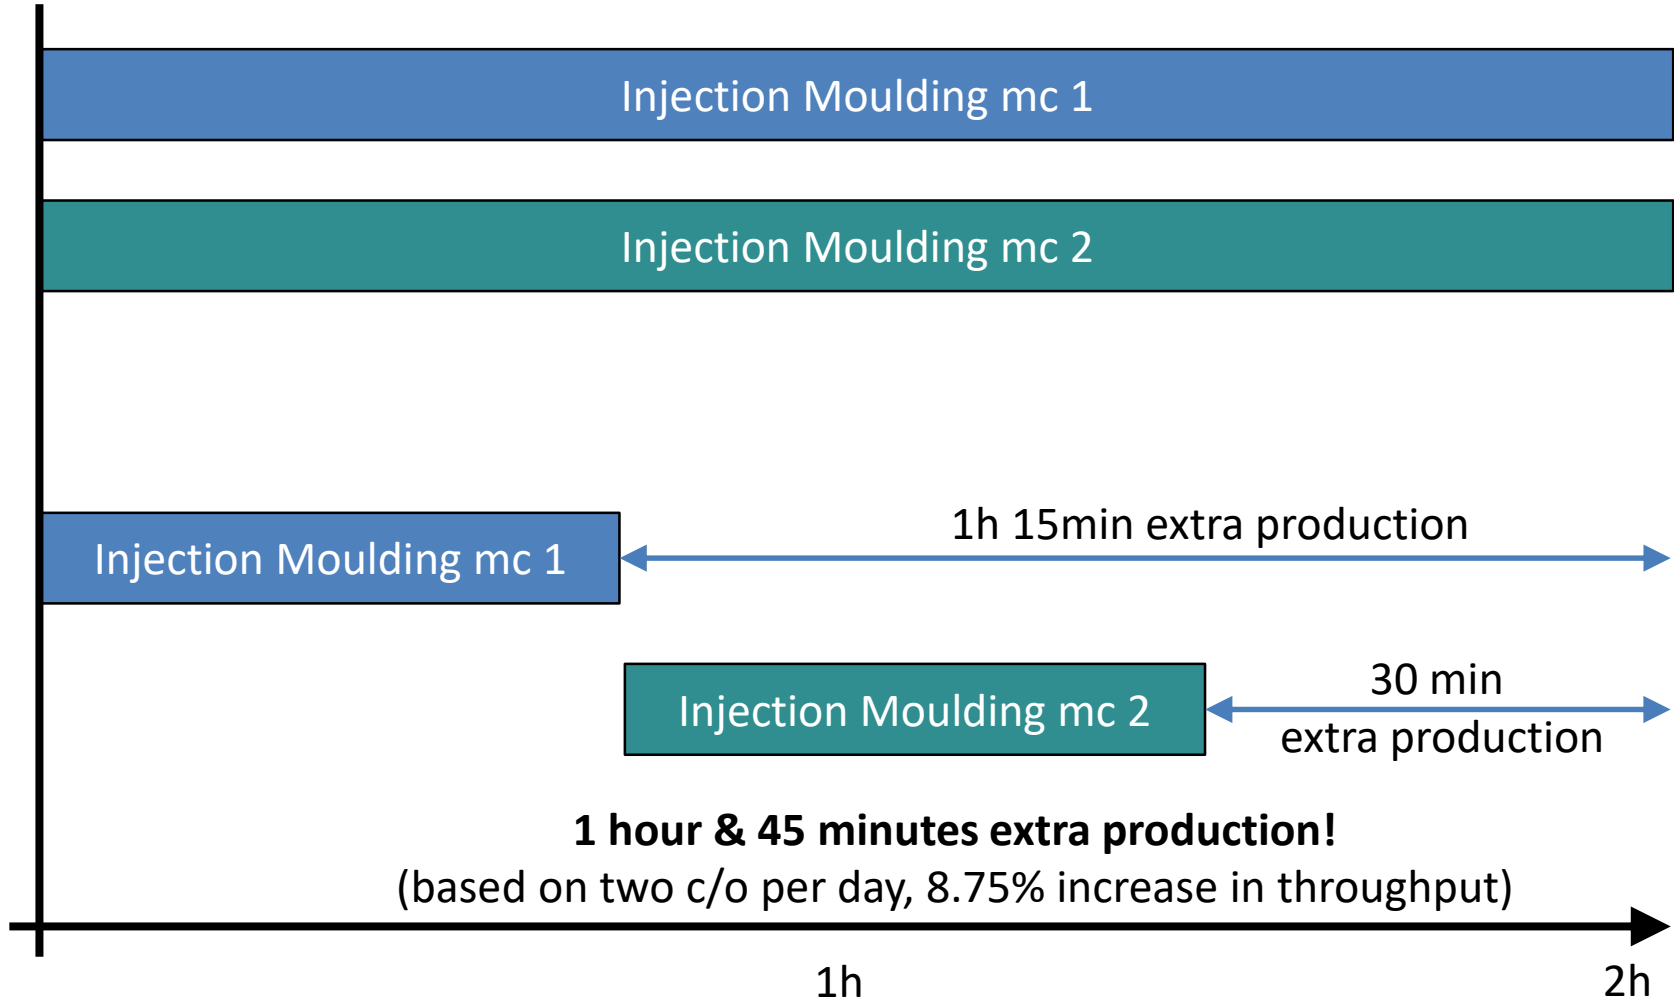 Injection Moulding mc 1
Injection Moulding mc 2
1h 15min extra production
Injection Moulding mc 1
30 min
Injection Moulding mc 2
extra production
1 hour & 45 minutes extra production!
(based on two c/o per day, 8.75% increase in throughput)
1h
2h